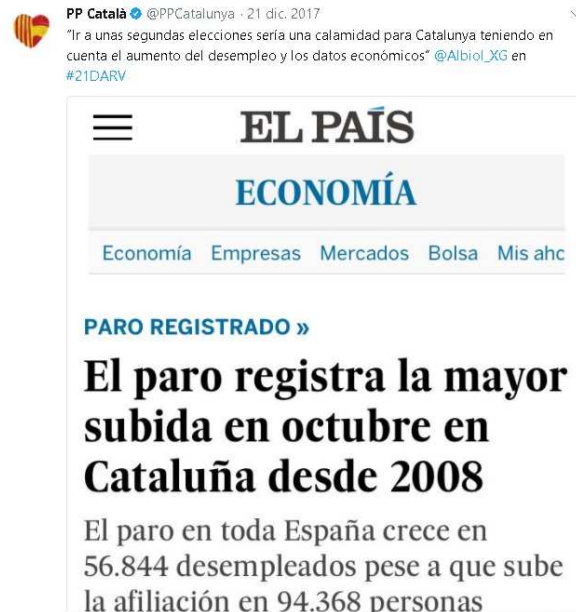 PP Català @PPCatalunya · 21 dic. 2017
“Ir a unas segundas elecciones sería una calamidad para Catalunya teniendo en
cuenta el aumento del desempleo y los datos económicos” @Albiol_XG en
#21DARV
EL PAÍS
ECONOMÍA
Economía Empresas Mercados Bolsa Mis aho
PARO REGISTRADO »
El paro registra la mayor
subida en octubre en
Cataluña desde 2008
El paro en toda España crece en
56.844 desempleados pese a que sube
la afiliación en 94.368 personas